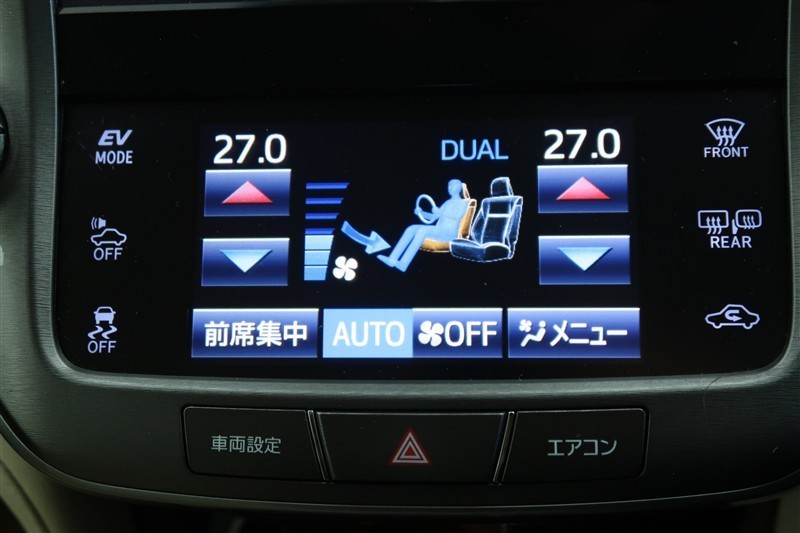 EV
MODE
27.0
DUAL
27.0
FRONT
OFF
REAR
OFF
前席集中
AUTO
OFF
メニュー
車両設定
エアコン